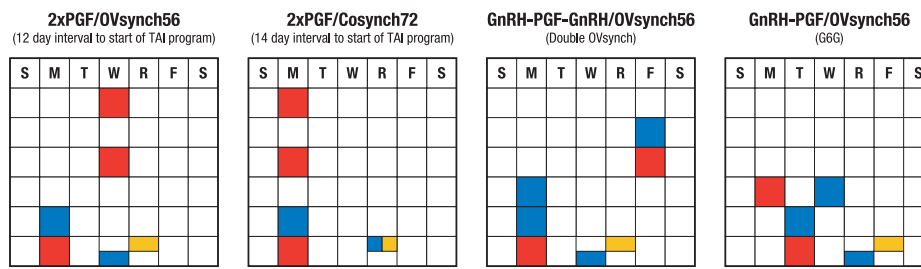 2xPGF/OVsynch56
(12 day interval to start of TAI program)
S M T W R F S
2xPGF/Cosynch72
(14 day interval to start of TAI program)
S M T W R F S
GnRH-PGF-GnRH/OVsynch56
(Double OVsynch)
S M T W R F S
GnRH-PGF/OVsynch56
(G6G)
S M T W R F S